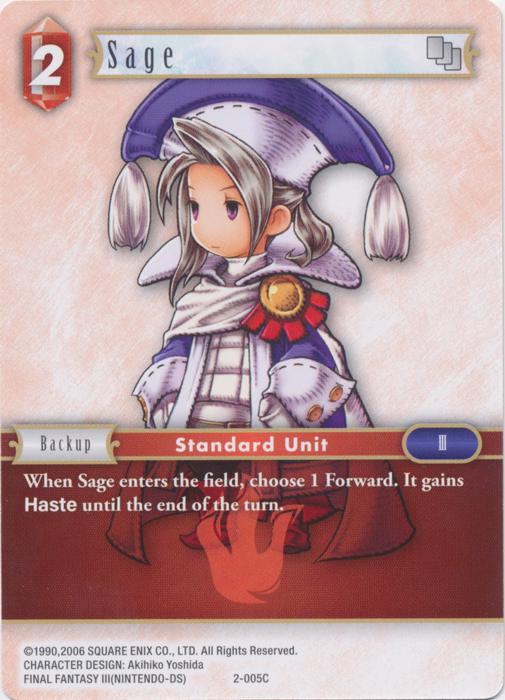 2
Sage
Backup
Standard Unit
III
When Sage enters the field, choose 1 Forward. It gains
Haste until the end of the turn.
©1990,2006 SQUARE ENIX CO., LTD. All Rights Reserved.
CHARACTER DESIGN: Akihiko Yoshida
FINAL FANTASY III(NINTENDO-DS)
2-005C